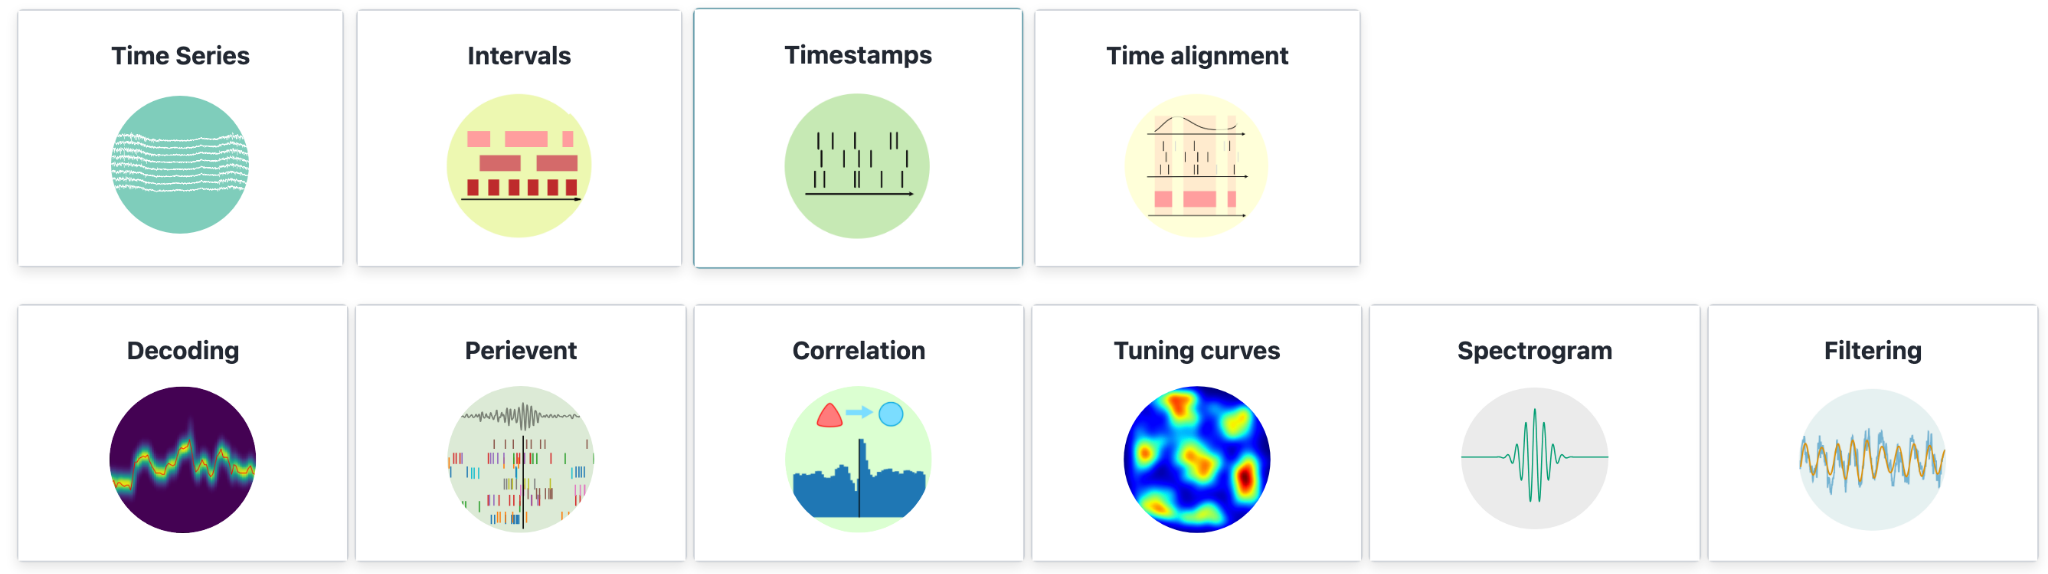 Time Series
Intervals
Timestamps
Time alignment
Decoding
Perievent
Correlation
Tuning curves
Spectrogram
Filtering